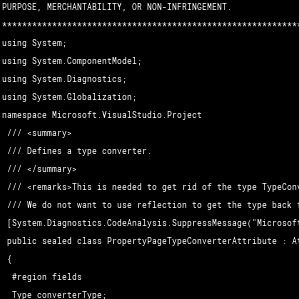 PURPOSE, MERCHANTABILITY, OR NON-INFRINGEMENT.
************************************************************
using System;
using System.ComponentModel;
using System.Diagnostics;
using System.Globalization;
namespace Microsoft.VisualStudio.Project
/// <summary>
/// Defines a type converter.
/// </summary>
/// <remarks>This is needed to get rid of the type TypeCon
/// We do not want to use reflection to get the type back
[System.Diagnostics.CodeAnalysis.SuppressMessage("Microsoft
public sealed class PropertyPageTypeConverterAttribute : A
{
#region fields
Type converterType;